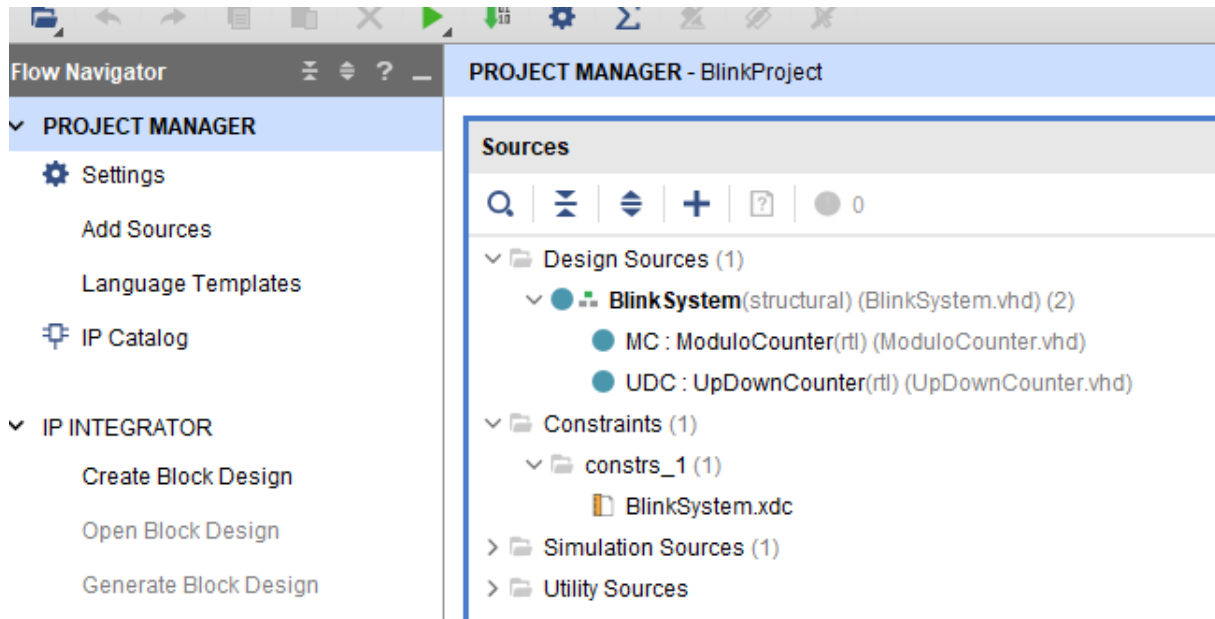 Flow Navigator
PROJECT MANAGER - BlinkProject
PROJECT MANAGER
Settings
Add Sources
Language Templates
IP Catalog
IP INTEGRATOR
Create Block Design
Open Block Design
Generate Block Design
Sources
0
Design Sources (1)
BlinkSystem(structural) (BlinkSystem.vhd) (2)
MC : ModuloCounter(rtl) (ModuloCounter.vhd)
UDC : UpDownCounter(rtl) (UpDownCounter.vhd)
Constraints (1)
constrs_1 (1)
BlinkSystem.xdc
Simulation Sources (1)
Utility Sources